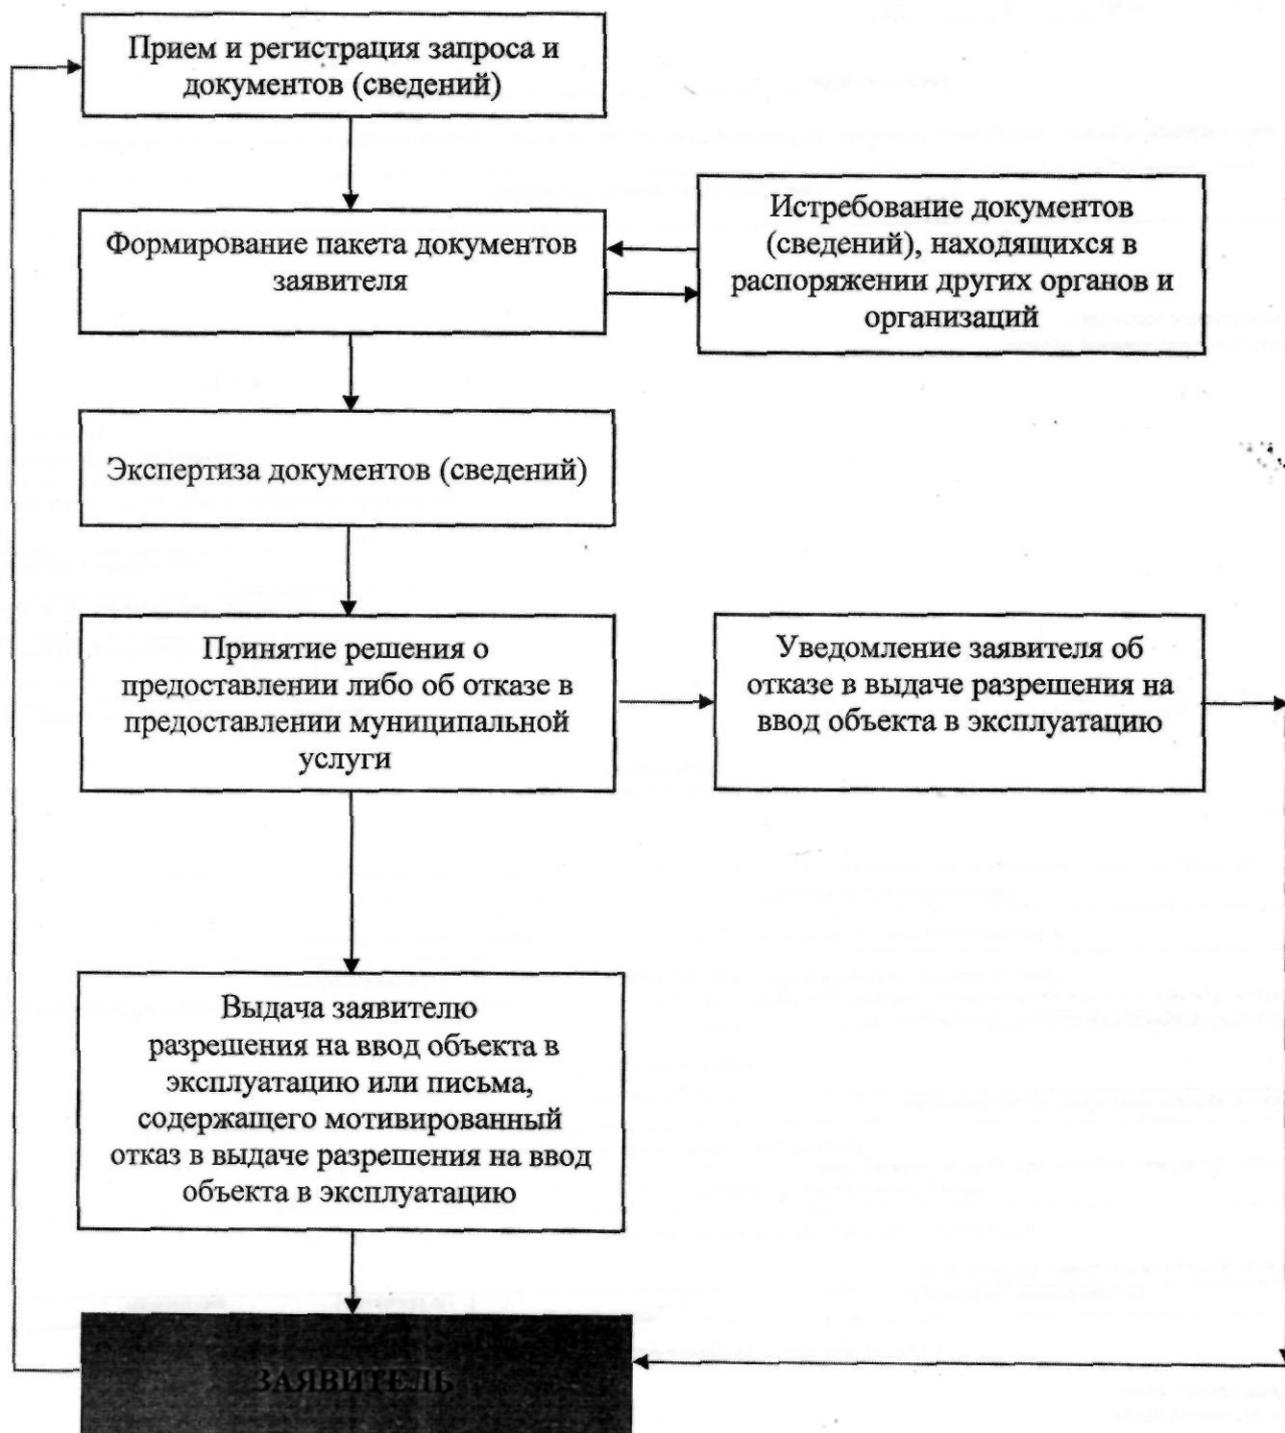 Прием и регистрация запроса и
документов (сведений)
Формирование пакета документов
заявителя
Истребование документов
(сведений), находящихся в
распоряжении других органов и
организаций
Экспертиза документов (сведений)
Принятие решения о
предоставлении либо об отказе в
предоставлении муниципальной
услуги
Уведомление заявителя об
отказе в выдаче разрешения на
ввод объекта в эксплуатацию
Выдача заявителю
разрешения на ввод объекта в
эксплуатацию или письма,
содержащего мотивированный
отказ в выдаче разрешения на ввод
объекта в эксплуатацию
ЗАЯВИТЕЛЬ